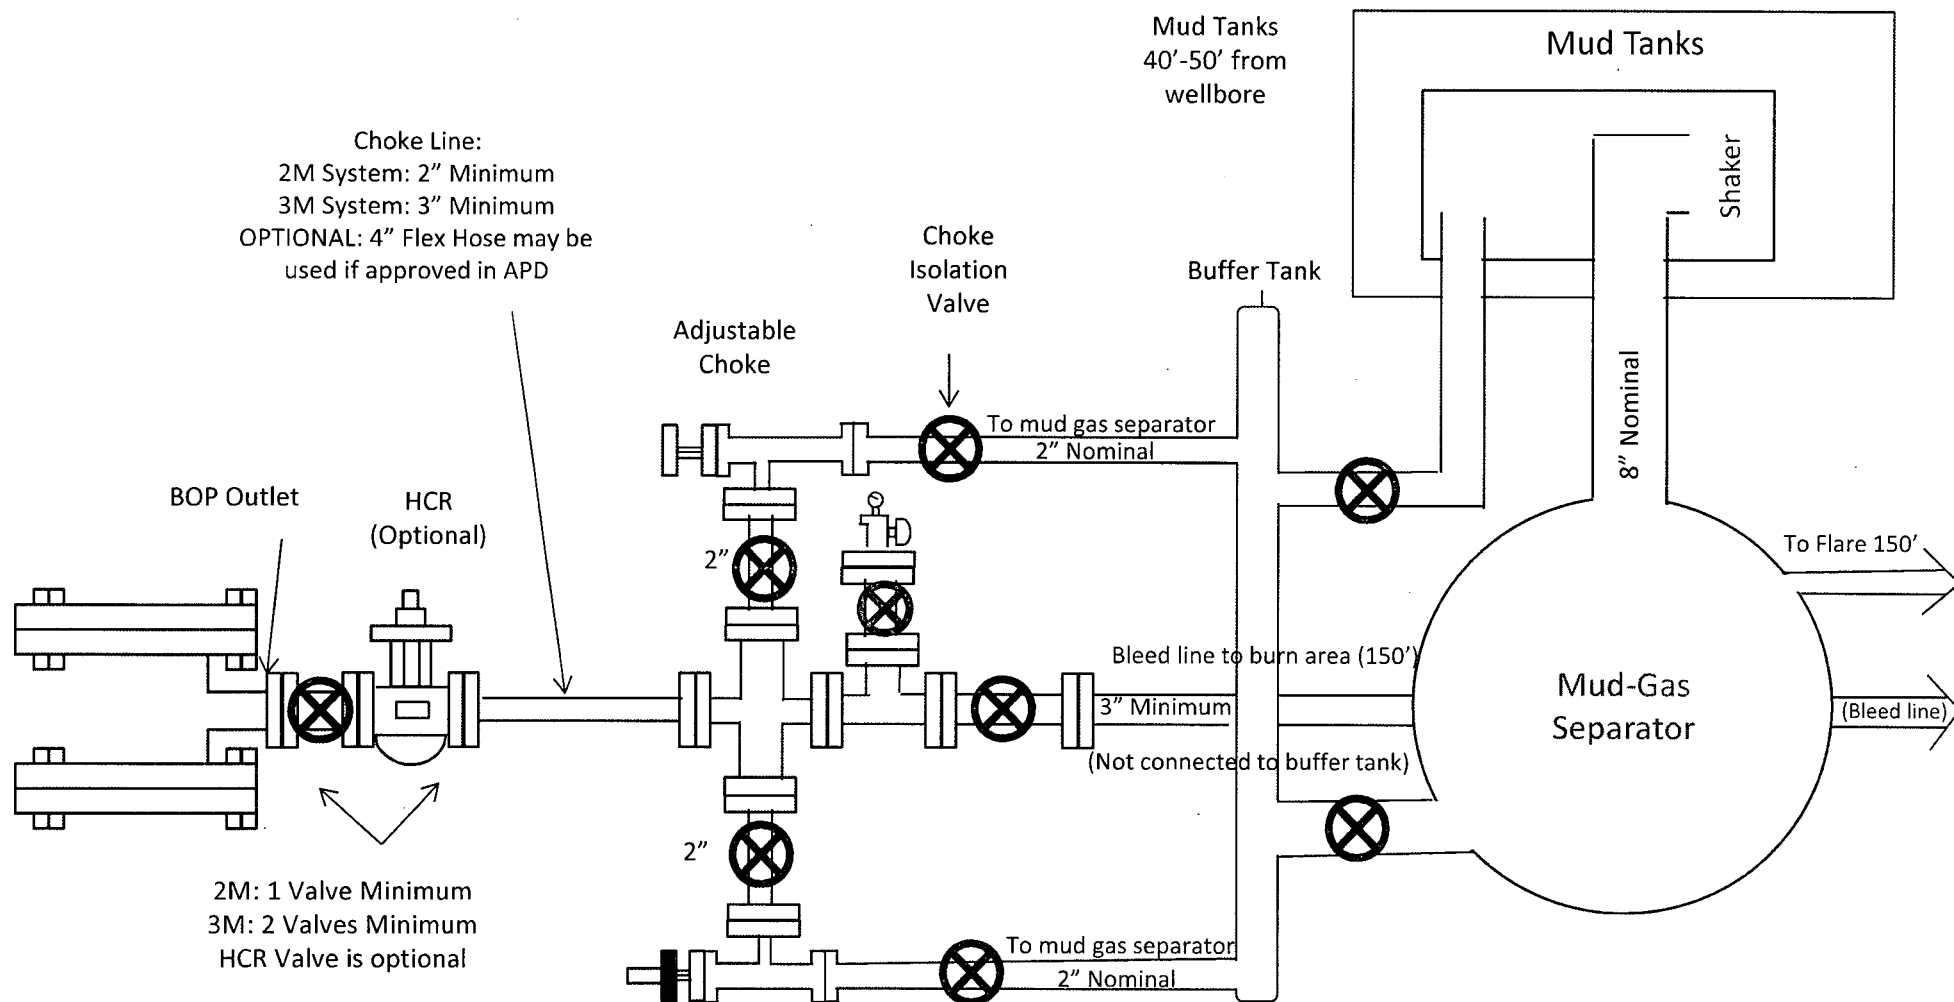 Mud Tanks
40'-50' from
wellbore
Mud Tanks
Shaker
Choke Line:
2M System: 2” Minimum
3M System: 3” Minimum
OPTIONAL: 4” Flex Hose may be
used if approved in APD
Choke
Isolation
Valve
Buffer Tank
Adjustable
Choke
8” Nominal
To mud gas separator
2” Nominal
BOP Outlet
HCR
(Optional)
2”
To Flare 150'
Bleed line to burn area (150')
3” Minimum
(Not connected to buffer tank)
Mud-Gas
Separator
(Bleed line)
2”
2M: 1 Valve Minimum
3M: 2 Valves Minimum
HCR Valve is optional
To mud gas separator
2” Nominal